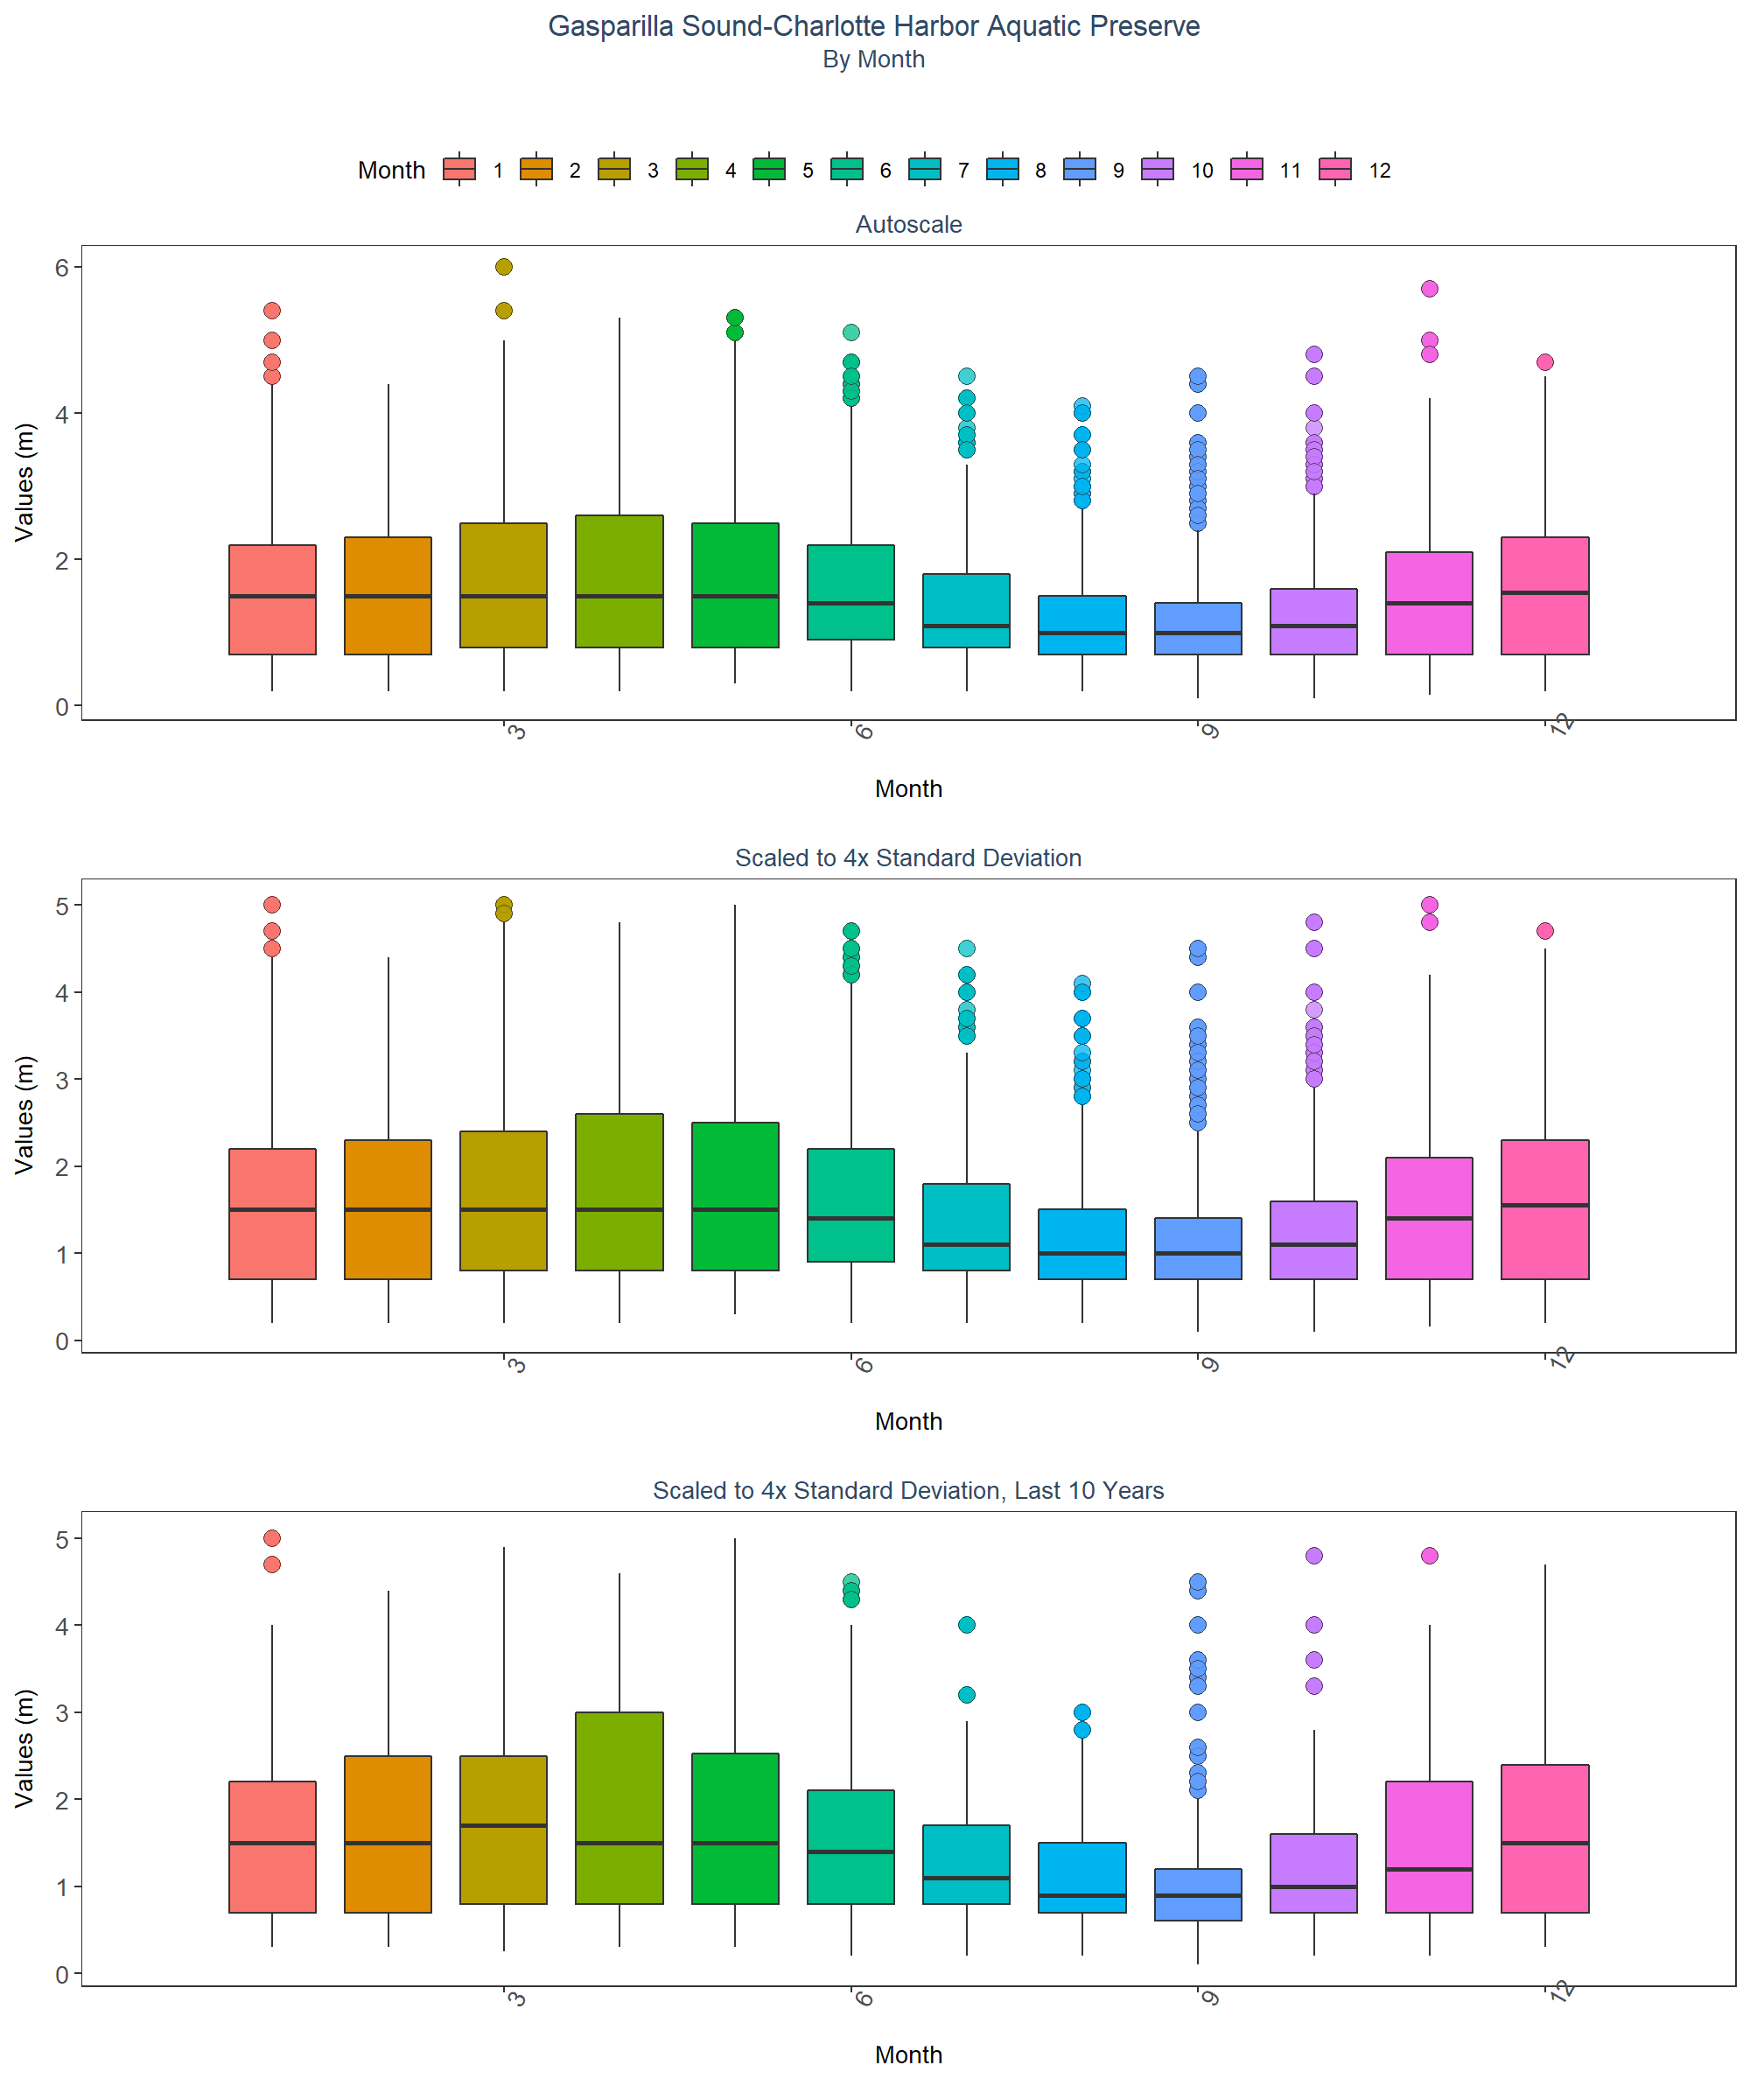 Gasparilla Sound-Charlotte Harbor Aquatic Preserve
By Month
Month 1 2 3 4 5 6 7 8 9 10 11 12
Autoscale
Values (m)
6
4
2
0
3 6 9 12
Month
Scaled to 4x Standard Deviation
Values (m)
5
4
3
2
1
0
3 6 9 12
Month
Scaled to 4x Standard Deviation, Last 10 Years
Values (m)
5
4
3
2
1
0
3 6 9 12
Month